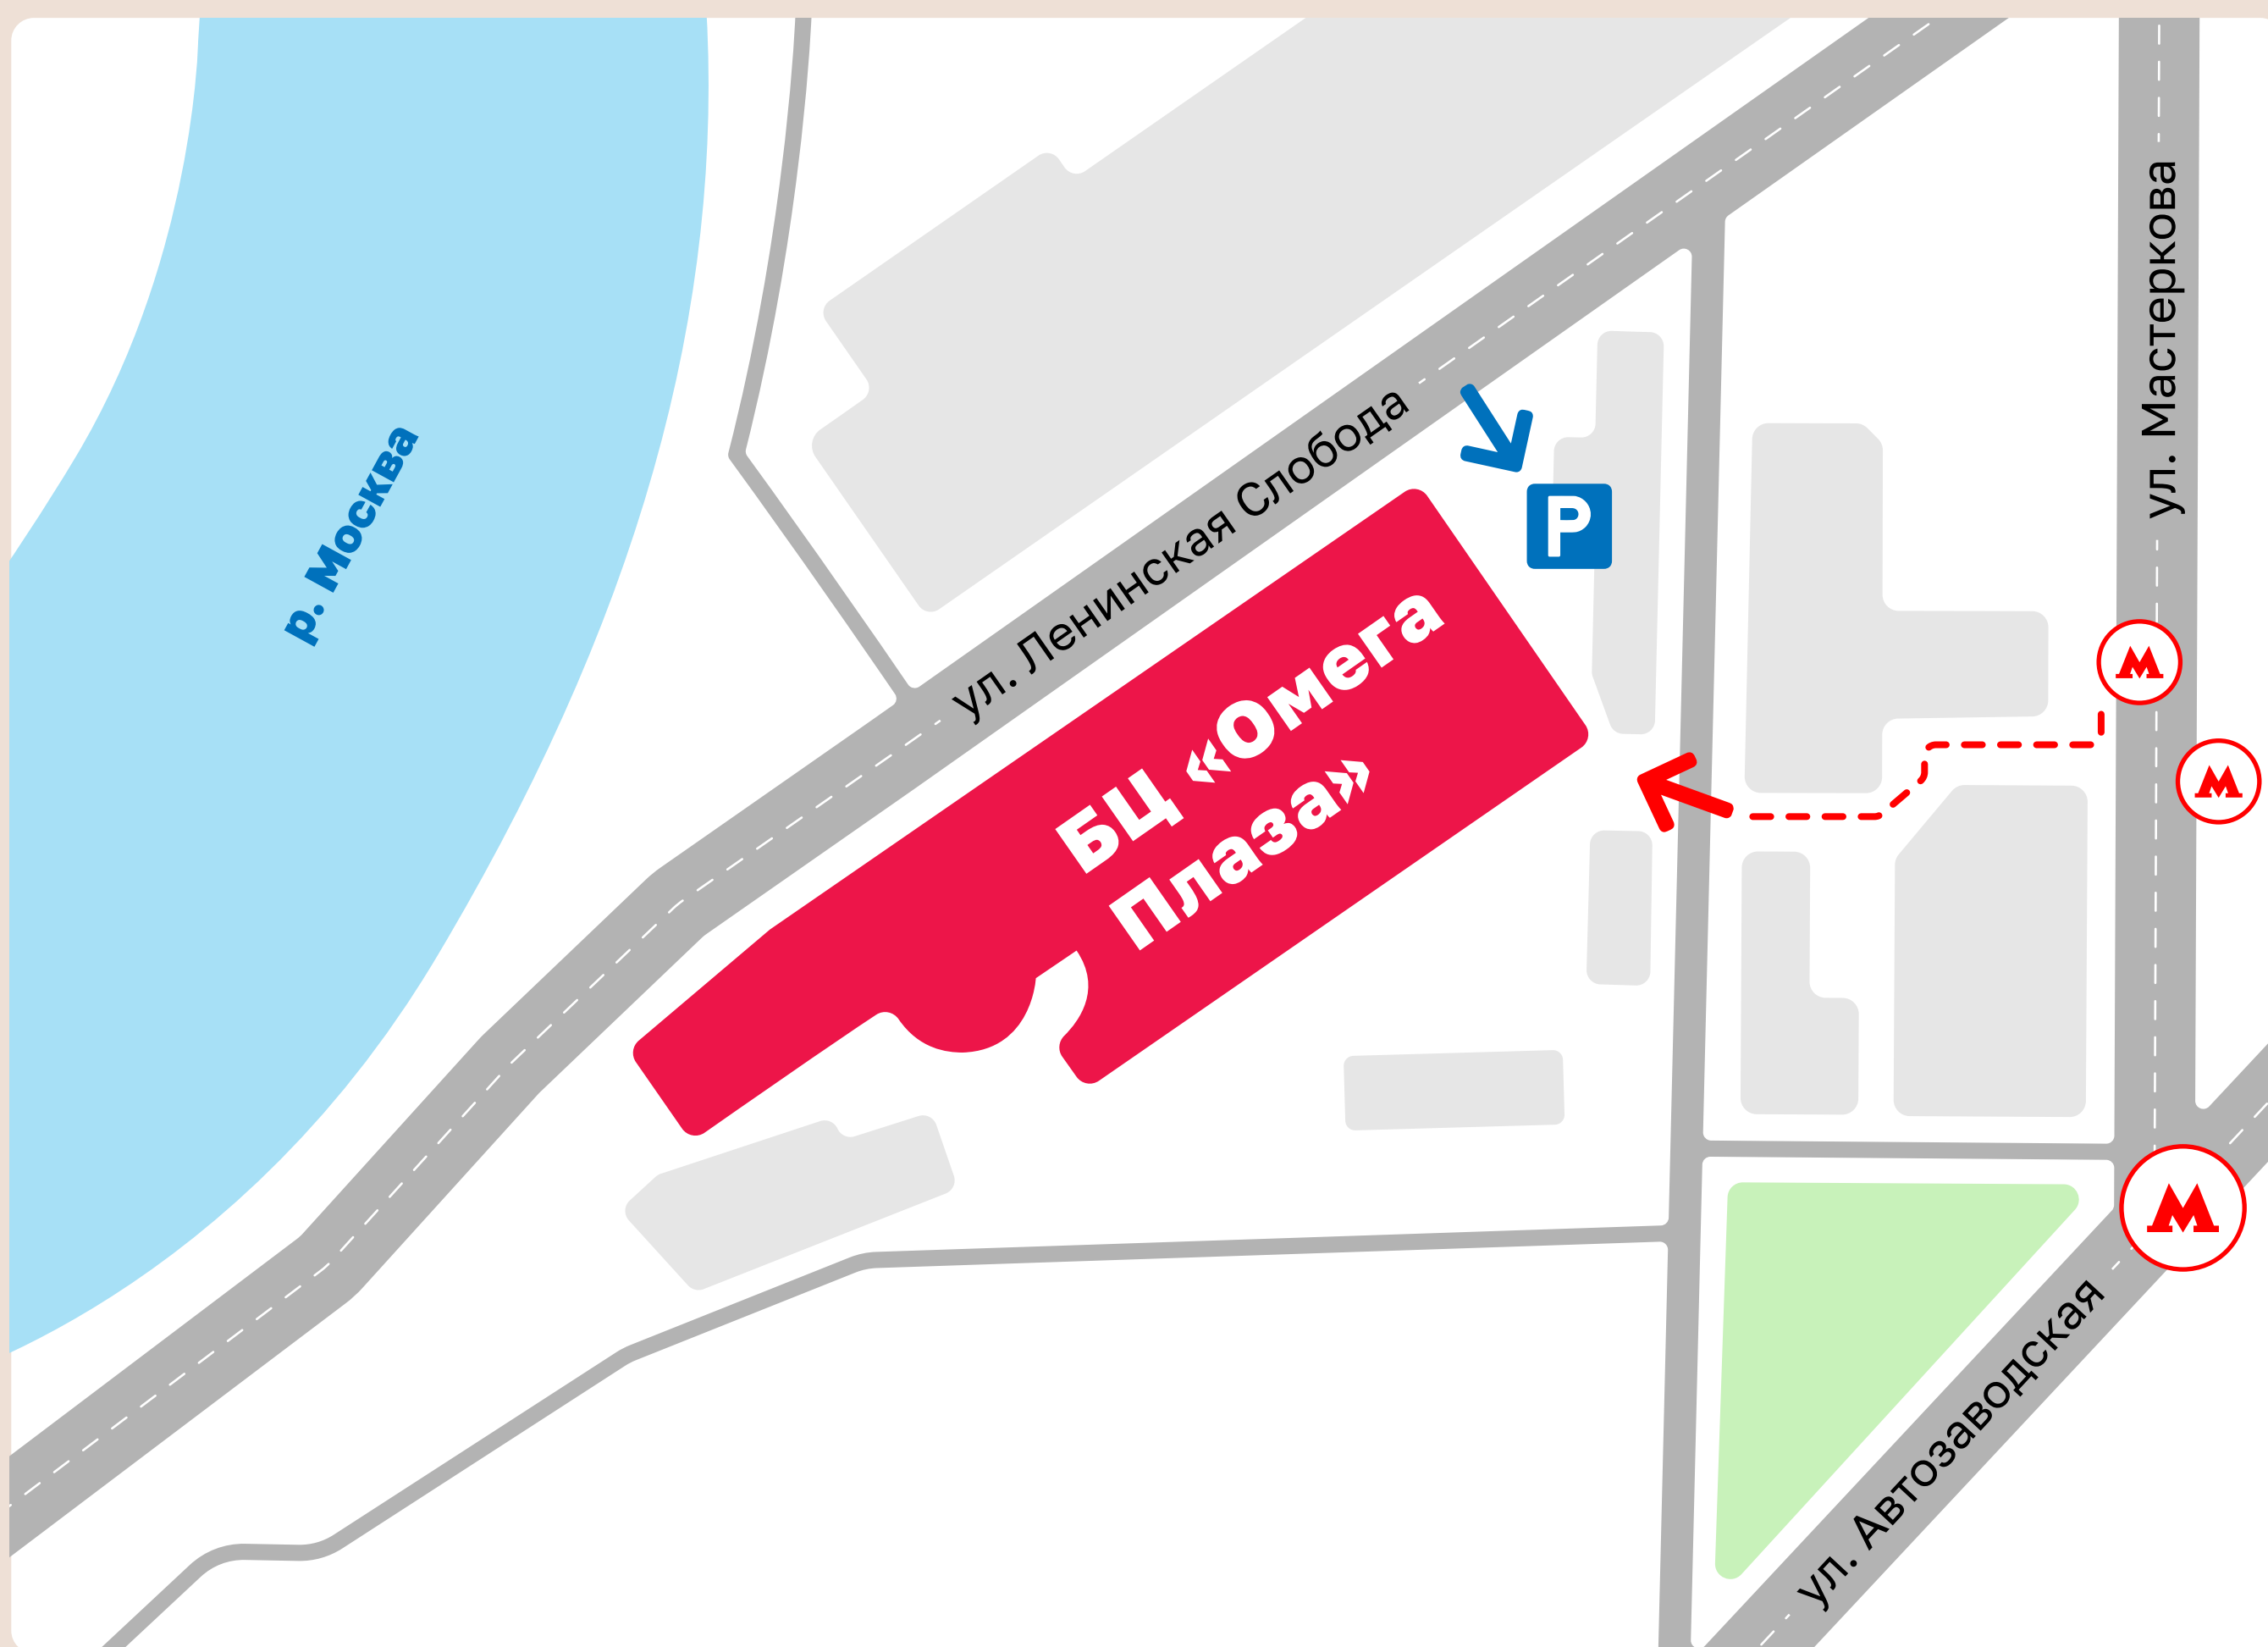 ул. Мастеркова
р. Москва
ул. Ленинская Слобода
P
БЦ «Омега
Плаза»
М
М
М
ул. Автозаводская